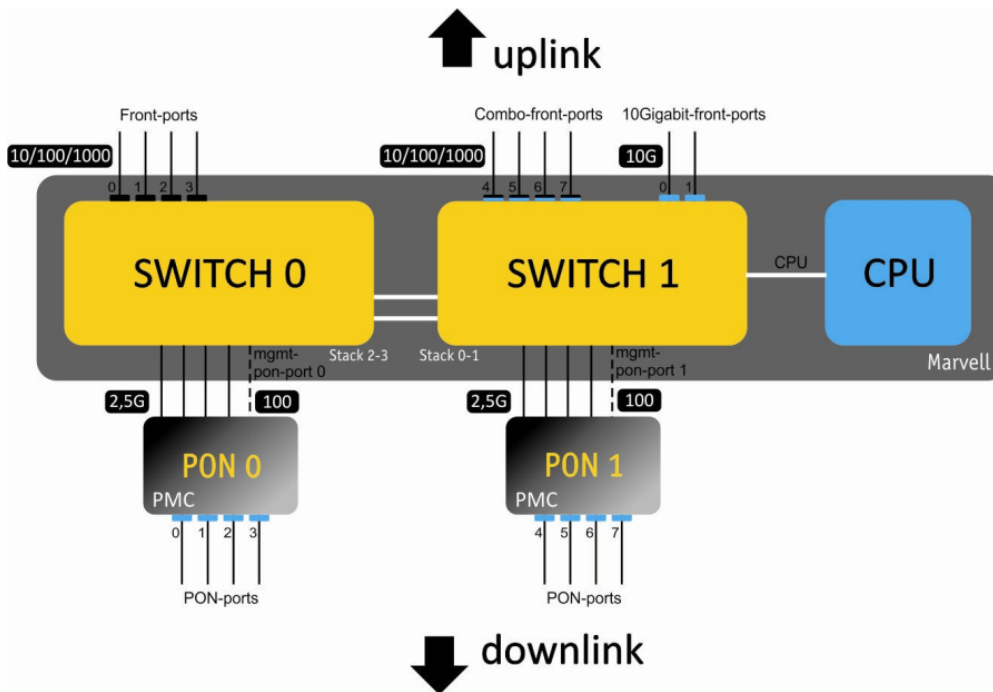 uplink
Front-ports
Combo-front-ports
10Gigabit-front-ports
10/100/1000
10/100/1000
10G
0 1 2 3
4 5 6 7
0 1
SWITCH 0
SWITCH 1
CPU
CPU
Stack 2-3
Stack 0-1
mgmt-
pon-port 0
mgmt-
pon-port 1
Marvell
2,5G
100
2,5G
100
PON 0
PMC
PON 1
PMC
0 1 2 3
4 5 6 7
PON-ports
PON-ports
downlink